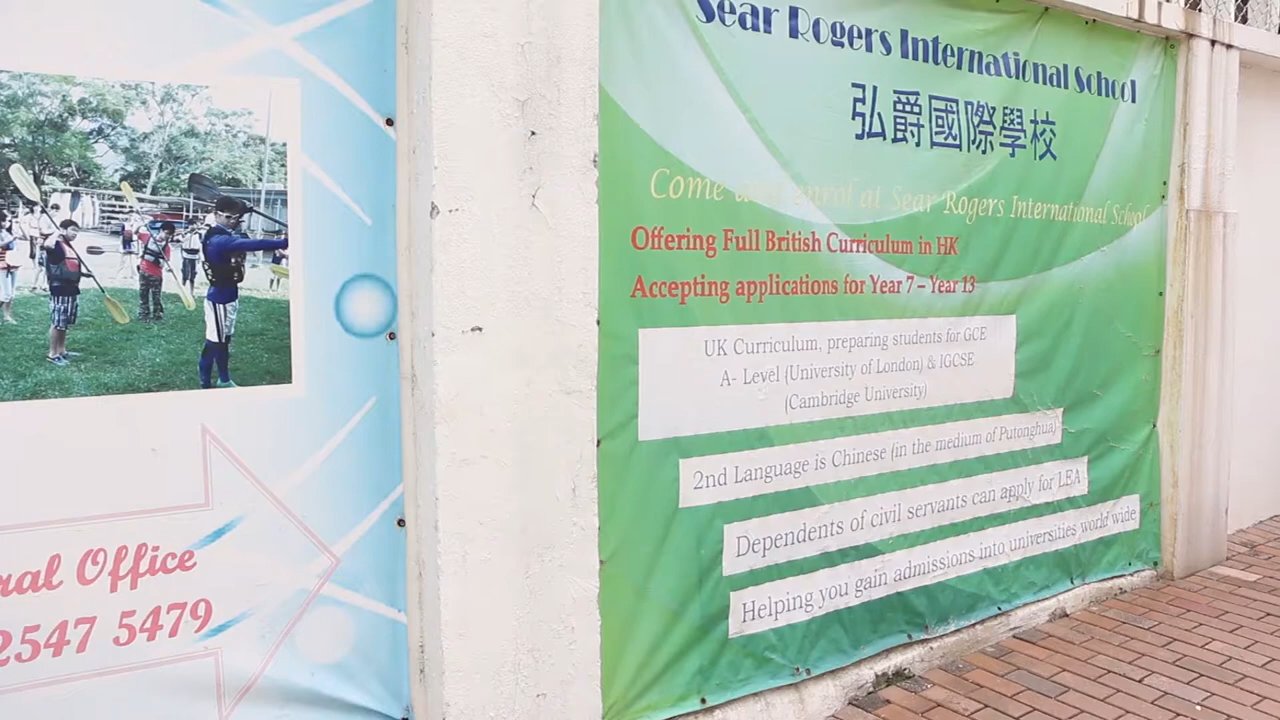 Office
2547 5479
Sear Rogers International School
弘爵國際學校
Come and enrol at Sear Rogers International School
Offering Full British Curriculum in HK
Accepting applications for Year 7 – Year 13
UK Curriculum, preparing students for GCE
A- Level (University of London) & IGCSE
(Cambridge University)
2nd Language is Chinese (in the medium of Putonghua)
Dependents of civil servants can apply for LEA
Helping you gain admissions into universities world wide